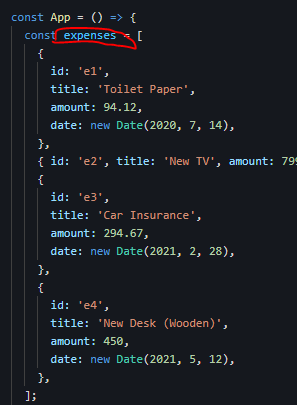 const App = () => {
const expenses = [
{
id: 'e1',
title: 'Toilet Paper',
amount: 94.12,
date: new Date(2020, 7, 14),
},
{ id: 'e2', title: 'New TV', amount: 799
{
id: 'e3',
title: 'Car Insurance',
amount: 294.67,
date: new Date(2021, 2, 28),
},
{
id: 'e4',
title: 'New Desk (Wooden)',
amount: 450,
date: new Date(2021, 5, 12),
},
];